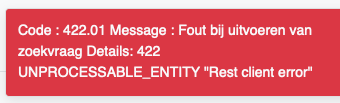 Code : 422.01 Message : Fout bij uitvoeren van
zoekvraag Details: 422
UNPROCESSABLE_ENTITY "Rest client error"